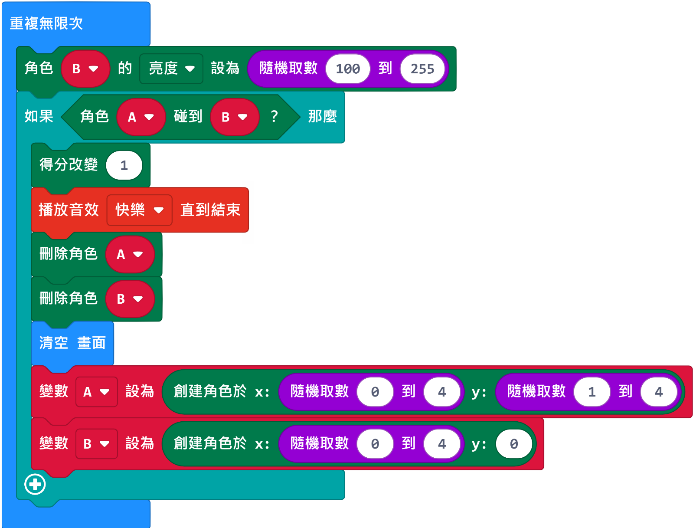 重複無限次
角色 B 的 亮度 設為 隨機取數 100 到 255
如果 角色 A 碰到 B ? 那麼
得分改變 1
播放音效 快樂 直到結束
刪除角色 A
刪除角色 B
清空 畫面
變數 A 設為 創建角色於 x: 隨機取數 0 到 4 y: 隨機取數 1 到 4
變數 B 設為 創建角色於 x: 隨機取數 0 到 4 y: 0